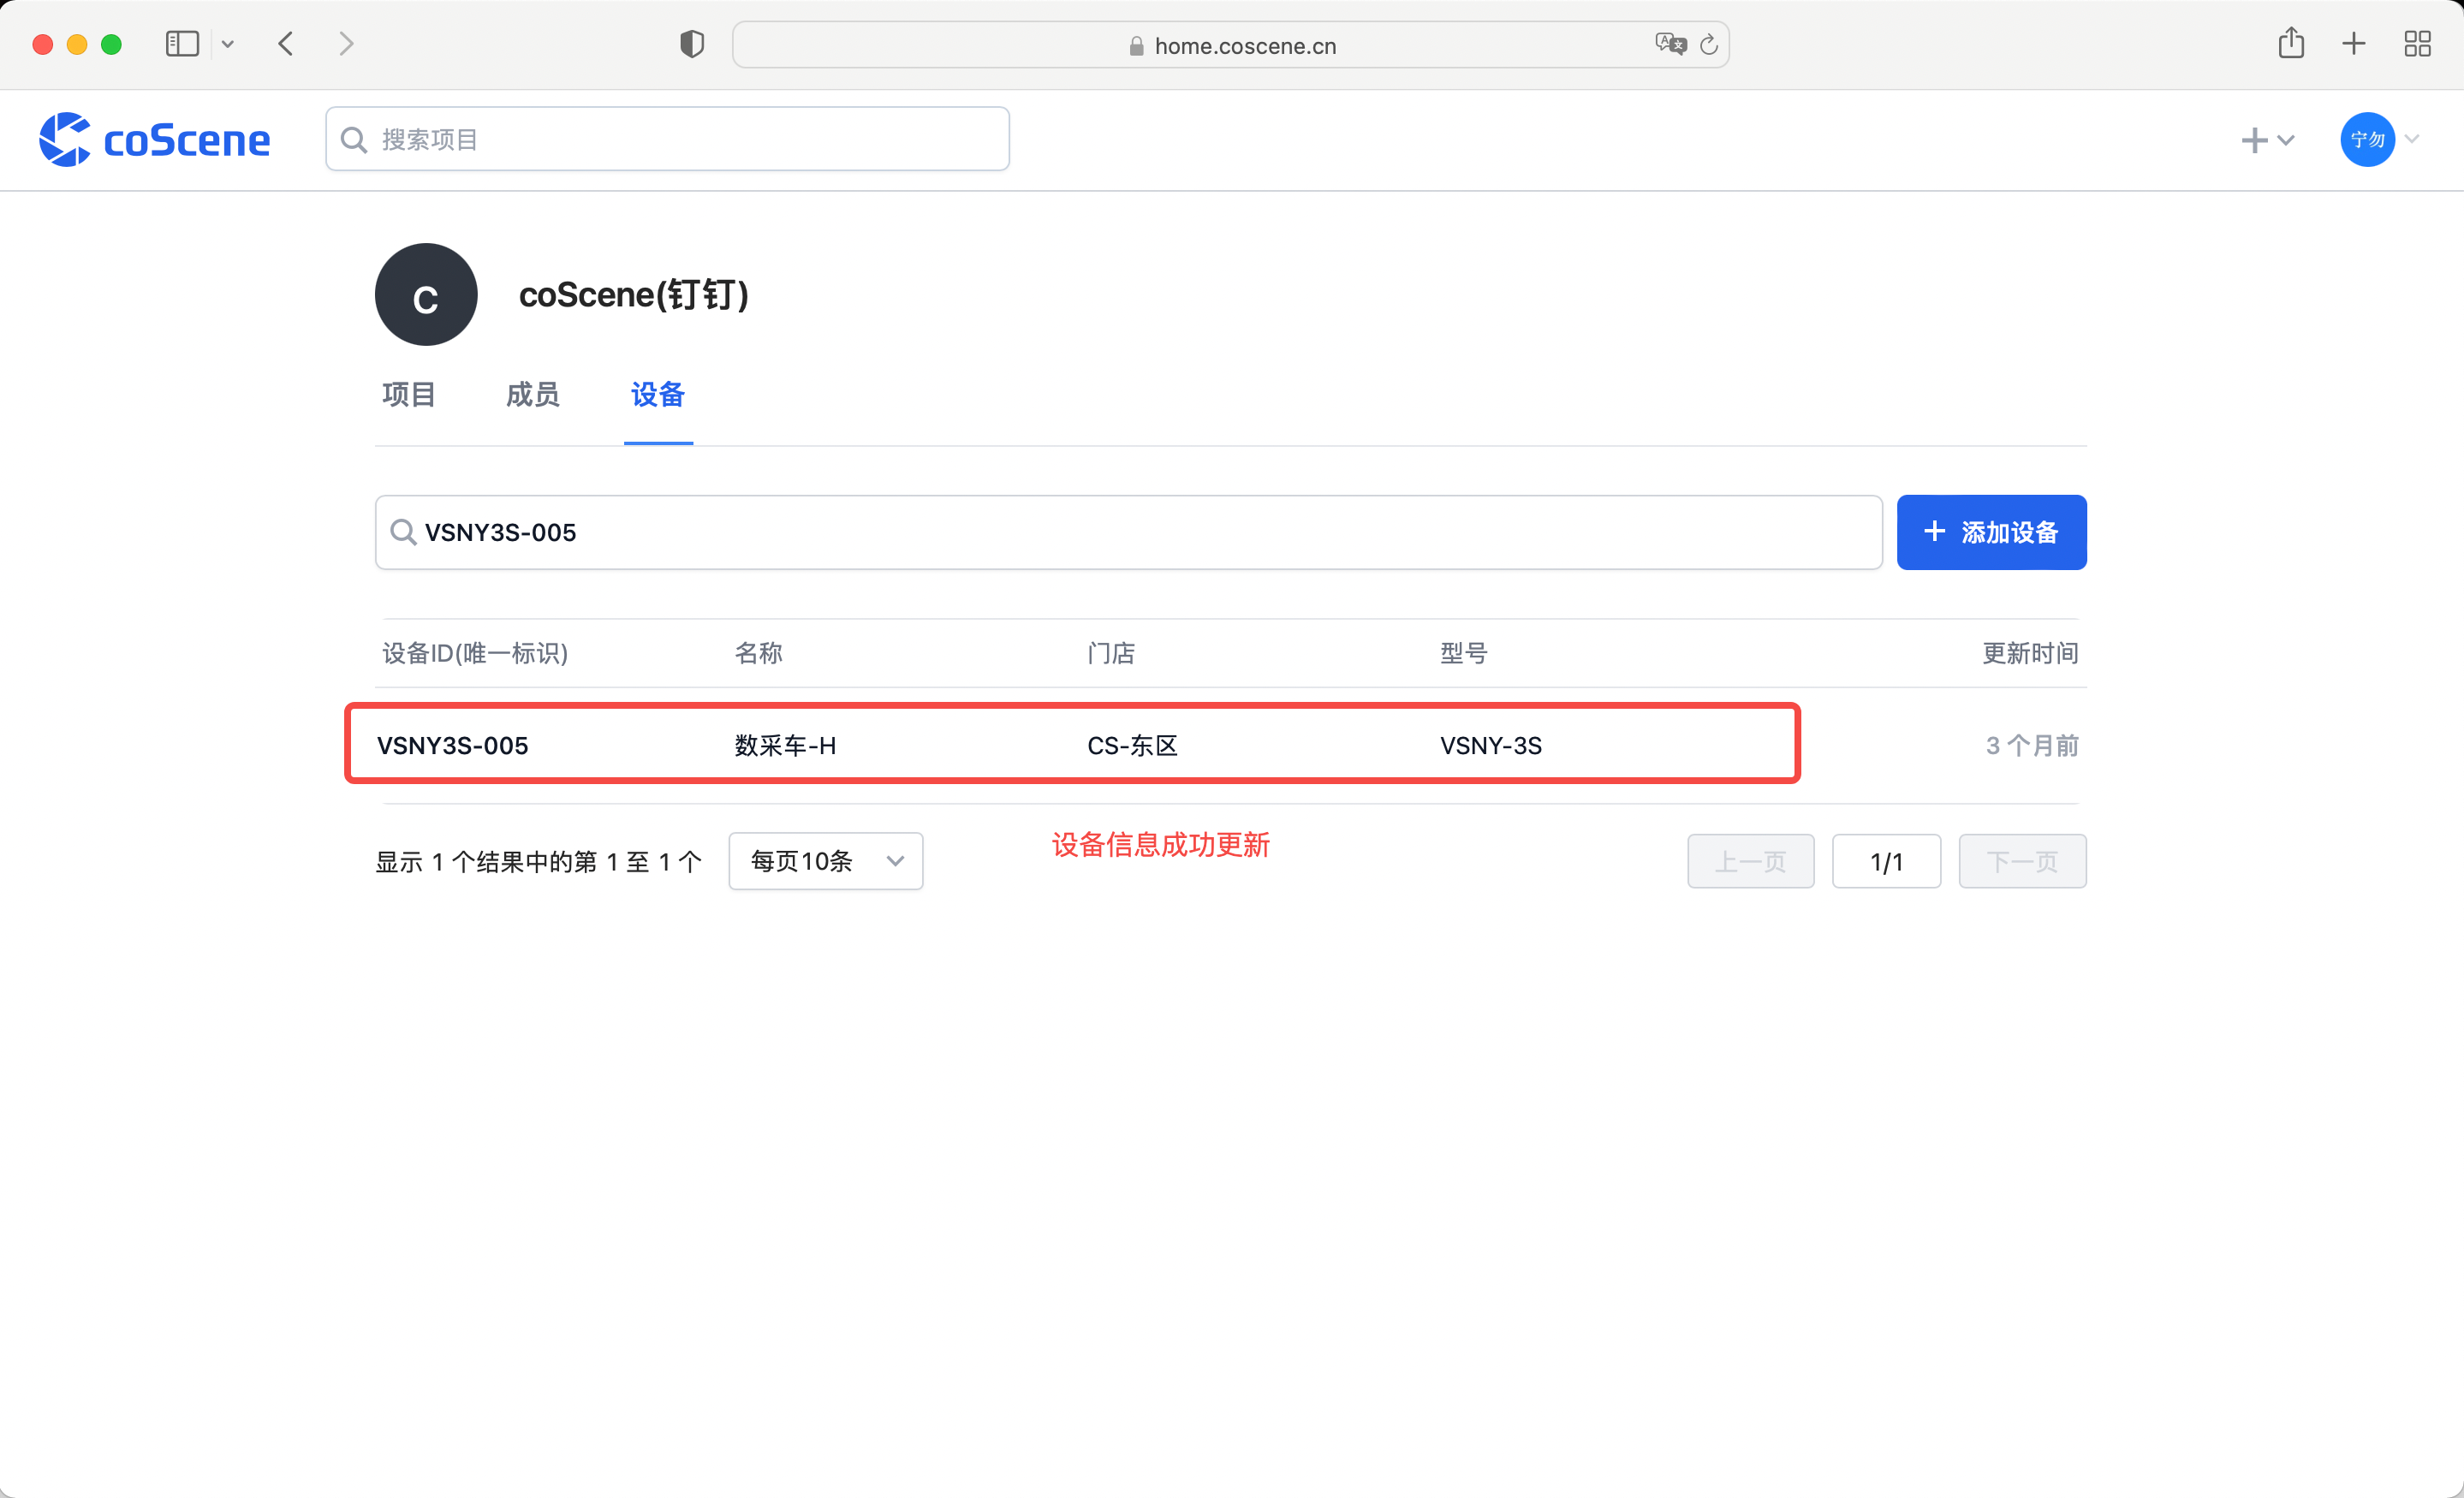 home.coscene.cn
coScene
搜索项目
宁勿
C
coScene(钉钉)
项目 成员 设备
VSNY3S-005
添加设备
设备ID(唯一标识) 名称 门店 型号 更新时间
VSNY3S-005 数采车-H CS-东区 VSNY-3S 3 个月前
设备信息成功更新
显示 1 个结果中的第 1 至 1 个 每页10条 上一页 1/1 下一页